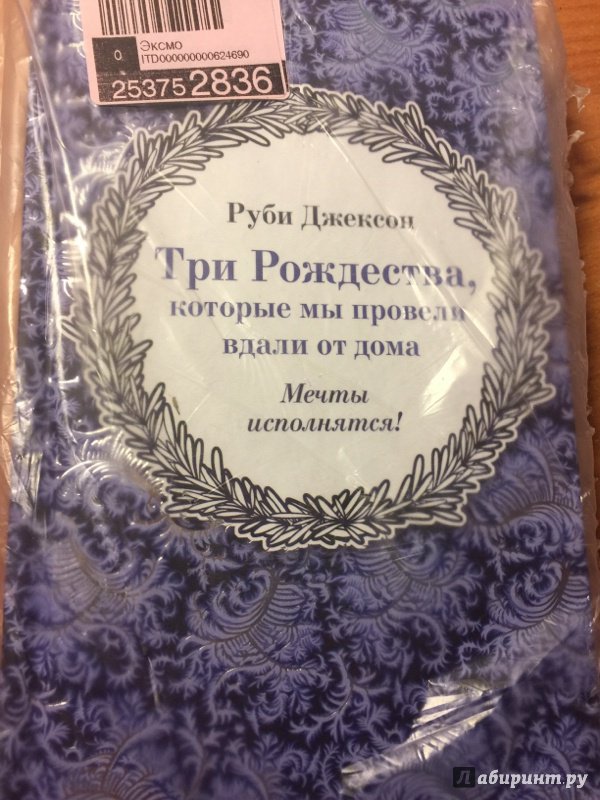 0
Эксмо
ITD000000000624690
25375 2836
Руби Джексон
Три Рождества,
которые мы провели
вдали от дома
Мечты
исполнятся!
Лабиринт.ру